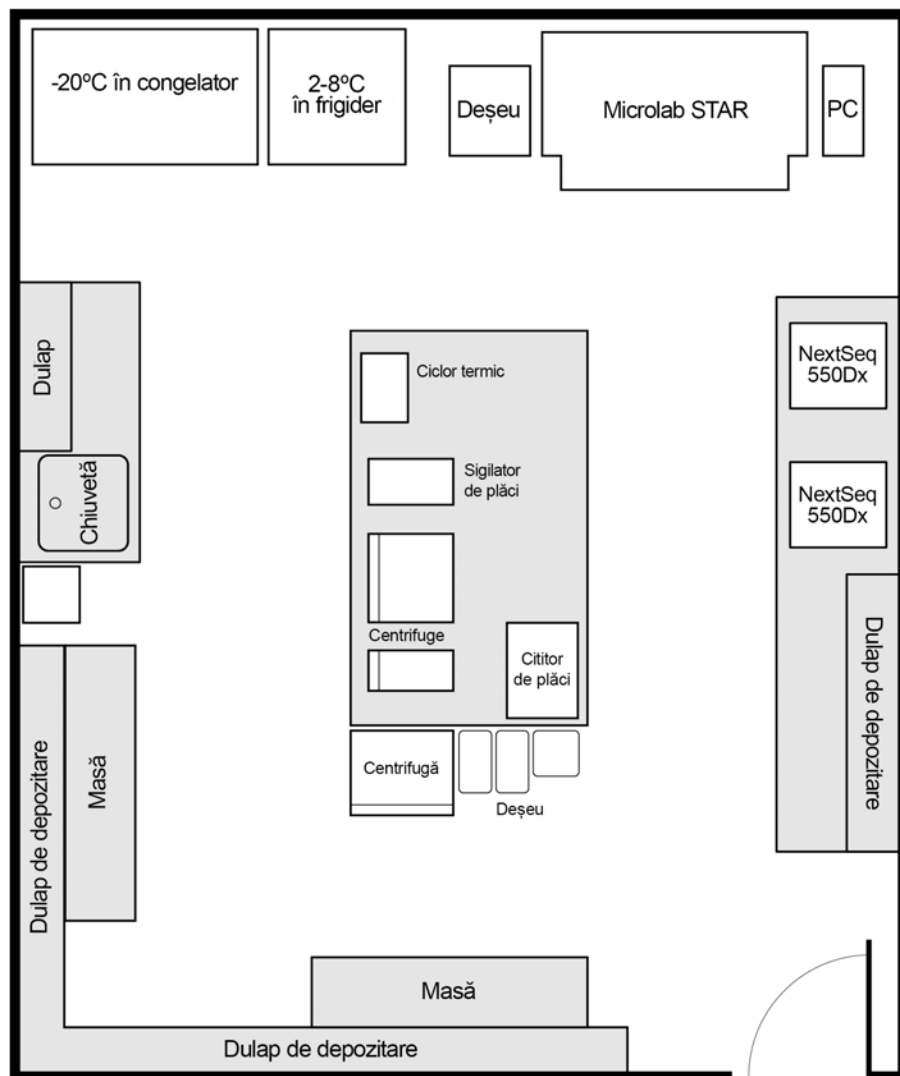 -20ºC în congelator
2-8ºC
în frigider
Deșeu
Microlab STAR
PC
Dulap
Chiuvetă
Ciclor termic
Sigilator
de plăci
Centrifuge
Cititor
de plăci
NextSeq
550Dx
NextSeq
550Dx
Dulap de depozitare
Centrifugă
Deșeu
Dulap de depozitare
Masă
Masă
Dulap de depozitare